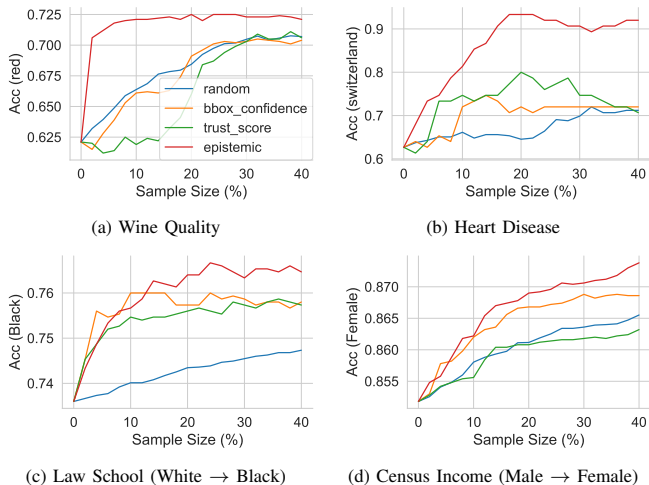 0.725
0.700
0.675
0.650
0.625
Acc (red)
random
bbox_confidence
trust_score
epistemic
0 10 20 30 40
Sample Size (%)
(a) Wine Quality
0.9
0.8
0.7
0.6
Acc (switzerland)
0 10 20 30 40
Sample Size (%)
(b) Heart Disease
0.76
0.75
0.74
Acc (Black)
0 10 20 30 40
Sample Size (%)
(c) Law School (White → Black)
0.870
0.865
0.860
0.855
Acc (Female)
0 10 20 30 40
Sample Size (%)
(d) Census Income (Male → Female)